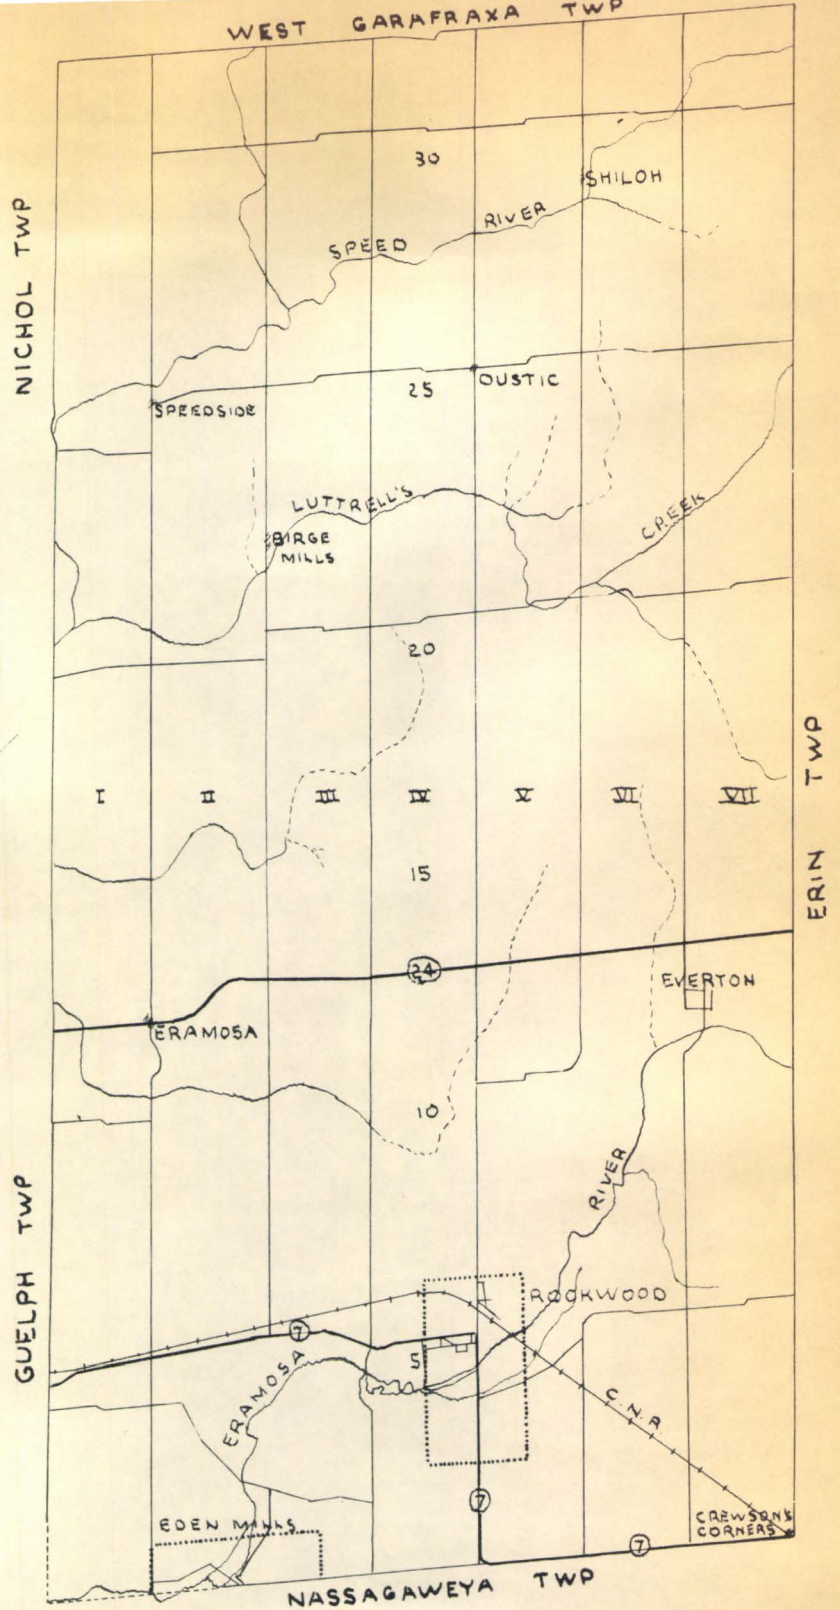 WEST GARAFRAXA TWP
30
SHILOH
NICHOL TWP
SPEED RIVER
25
OUSTIC
SPEEDSIDE
LUTTRELL'S CREEK
BIRGE
MILLS
20
ERIN TWP
I II III IV V VI VII
15
24
EVERTON
ERAMOSA
10
GUELPH TWP
ROCKWOOD
7
5
ERAMOSA RIVER
C.N.R.
7
CREWSON'S
CORNERS
EDEN MILLS
7
NASSAGAWEYA TWP